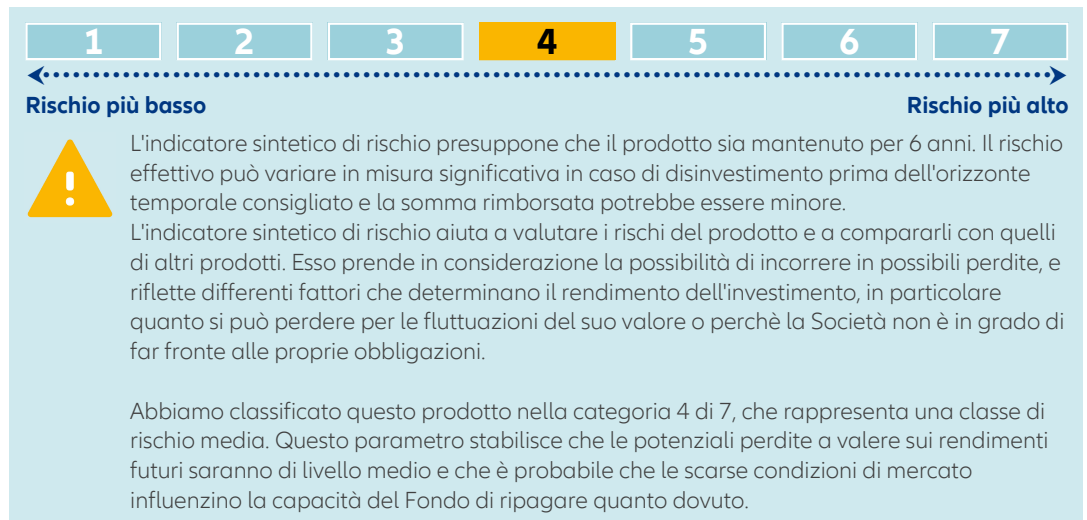 1 2 3 4 5 6 7
Rischio più basso Rischio più alto
L'indicatore sintetico di rischio presuppone che il prodotto sia mantenuto per 6 anni. Il rischio
effettivo può variare in misura significativa in caso di disinvestimento prima dell'orizzonte
temporale consigliato e la somma rimborsata potrebbe essere minore.
L'indicatore sintetico di rischio aiuta a valutare i rischi del prodotto e a compararli con quelli
di altri prodotti. Esso prende in considerazione la possibilità di incorrere in possibili perdite, e
riflette differenti fattori che determinano il rendimento dell'investimento, in particolare
quanto si può perdere per le fluttuazioni del suo valore o perchè la Società non è in grado di
far fronte alle proprie obbligazioni.
Abbiamo classificato questo prodotto nella categoria 4 di 7, che rappresenta una classe di
rischio media. Questo parametro stabilisce che le potenziali perdite a valere sui rendimenti
futuri saranno di livello medio e che è probabile che le scarse condizioni di mercato
influenzino la capacità del Fondo di ripagare quanto dovuto.